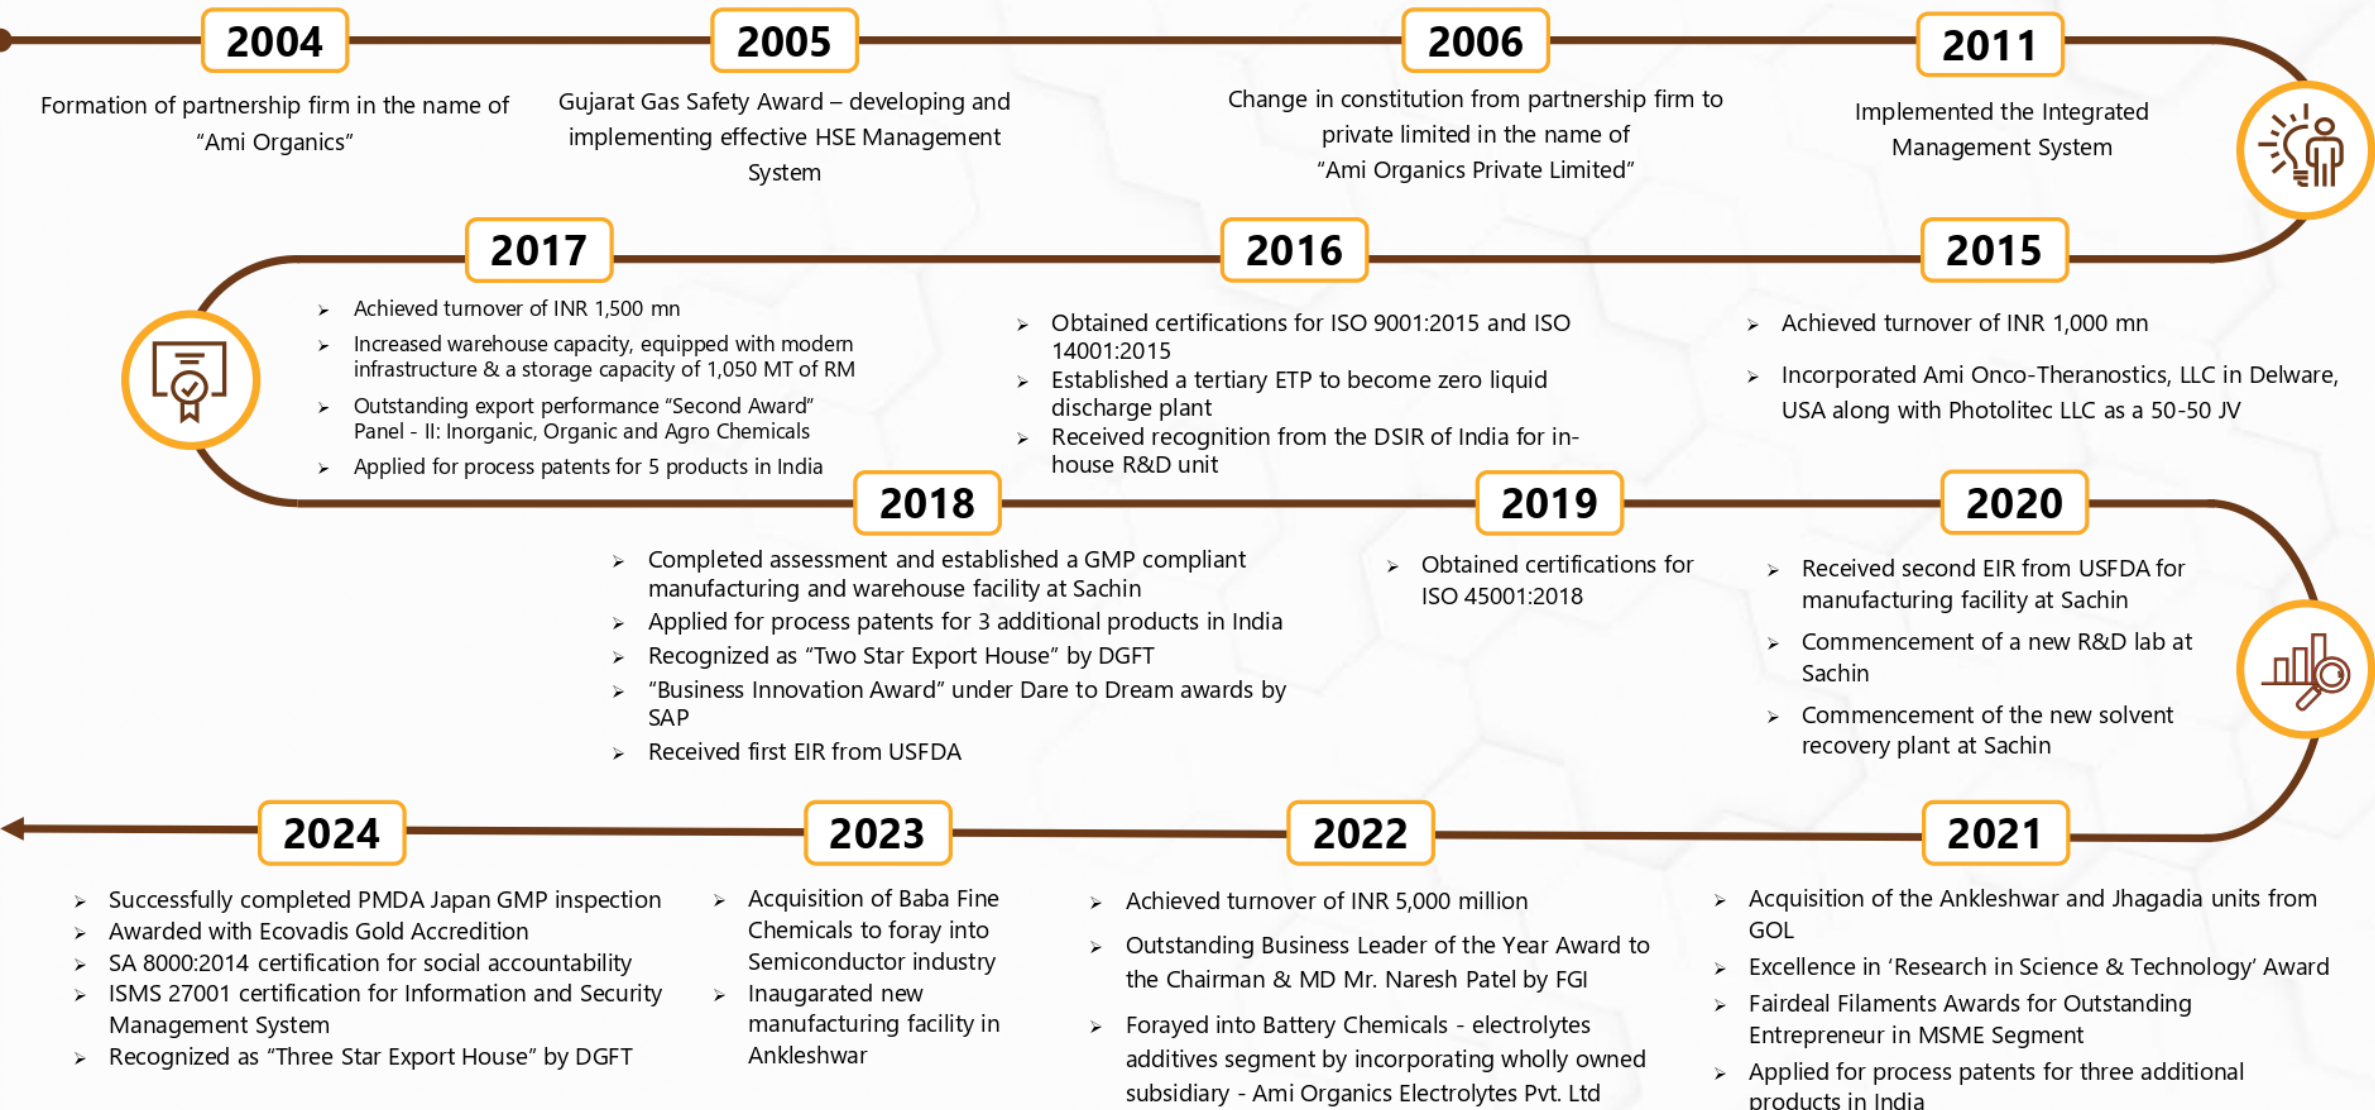 2004
Formation of partnership firm in the name of
“Ami Organics”
2005
Gujarat Gas Safety Award – developing and
implementing effective HSE Management
System
2006
Change in constitution from partnership firm to
private limited in the name of
“Ami Organics Private Limited”
2011
Implemented the Integrated
Management System
2015
➢ Achieved turnover of INR 1,000 mn
➢ Incorporated Ami Onco-Theranostics, LLC in Delware,
USA along with Photolitec LLC as a 50-50 JV
2016
➢ Obtained certifications for ISO 9001:2015 and ISO
14001:2015
➢ Established a tertiary ETP to become zero liquid
discharge plant
➢ Received recognition from the DSIR of India for in-
house R&D unit
2017
➢ Achieved turnover of INR 1,500 mn
➢ Increased warehouse capacity, equipped with modern
infrastructure & a storage capacity of 1,050 MT of RM
➢ Outstanding export performance “Second Award”
Panel - II: Inorganic, Organic and Agro Chemicals
➢ Applied for process patents for 5 products in India
2018
➢ Completed assessment and established a GMP compliant
manufacturing and warehouse facility at Sachin
➢ Applied for process patents for 3 additional products in India
➢ Recognized as “Two Star Export House” by DGFT
➢ “Business Innovation Award” under Dare to Dream awards by
SAP
➢ Received first EIR from USFDA
2019
➢ Obtained certifications for
ISO 45001:2018
2020
➢ Received second EIR from USFDA for
manufacturing facility at Sachin
➢ Commencement of a new R&D lab at
Sachin
➢ Commencement of the new solvent
recovery plant at Sachin
2021
➢ Acquisition of the Ankleshwar and Jhagadia units from
GOL
➢ Excellence in ‘Research in Science & Technology’ Award
➢ Fairdeal Filaments Awards for Outstanding
Entrepreneur in MSME Segment
➢ Applied for process patents for three additional
products in India
2022
➢ Achieved turnover of INR 5,000 million
➢ Outstanding Business Leader of the Year Award to
the Chairman & MD Mr. Naresh Patel by FGI
➢ Forayed into Battery Chemicals - electrolytes
additives segment by incorporating wholly owned
subsidiary - Ami Organics Electrolytes Pvt. Ltd
2023
➢ Acquisition of Baba Fine
Chemicals to foray into
Semiconductor industry
➢ Inaugarated new
manufacturing facility in
Ankleshwar
2024
➢ Successfully completed PMDA Japan GMP inspection
➢ Awarded with Ecovadis Gold Accredition
➢ SA 8000:2014 certification for social accountability
➢ ISMS 27001 certification for Information and Security
Management System
➢ Recognized as “Three Star Export House” by DGFT